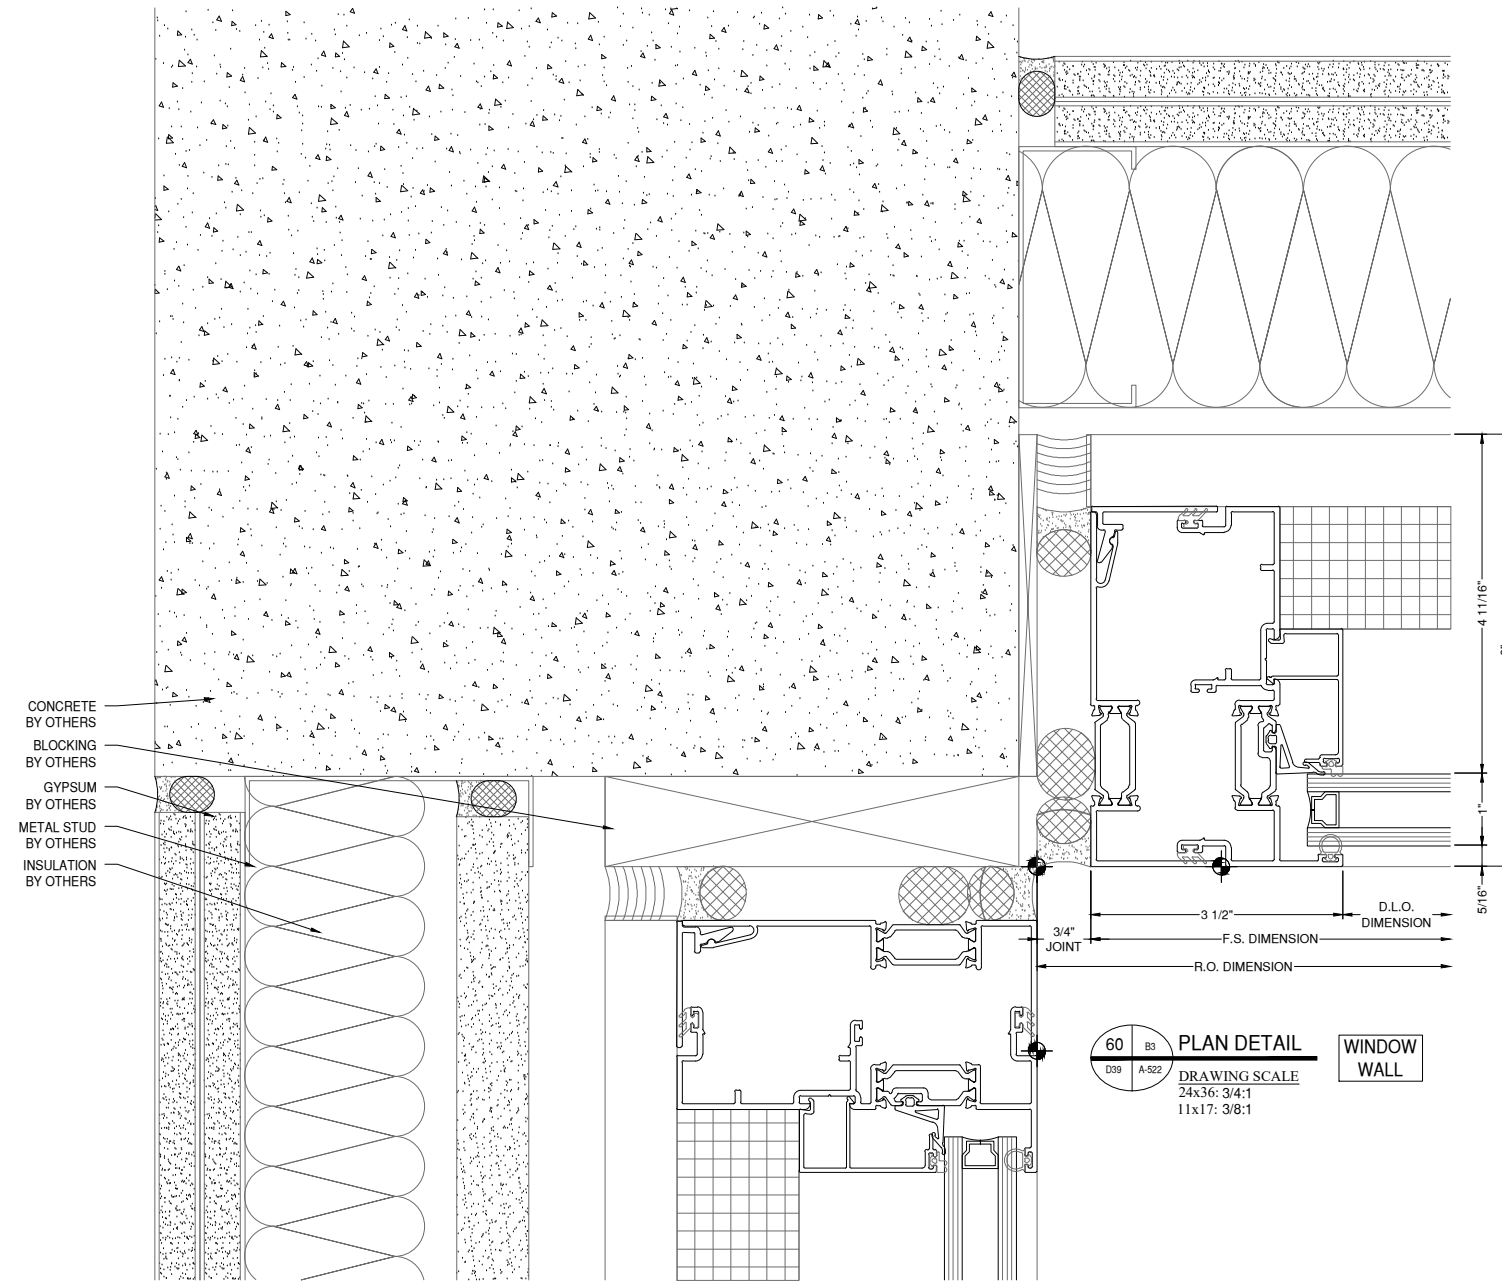 CONCRETE
BY OTHERS
BLOCKING
BY OTHERS
GYPSUM
BY OTHERS
METAL STUD
BY OTHERS
INSULATION
BY OTHERS
4 11/16"
1"
5/16"
3 1/2"
D.L.O.
DIMENSION
3/4"
JOINT
F.S. DIMENSION
R.O. DIMENSION
60 B3
D39 A-522
PLAN DETAIL
DRAWING SCALE
24x36: 3/4:1
11x17: 3/8:1
WINDOW
WALL